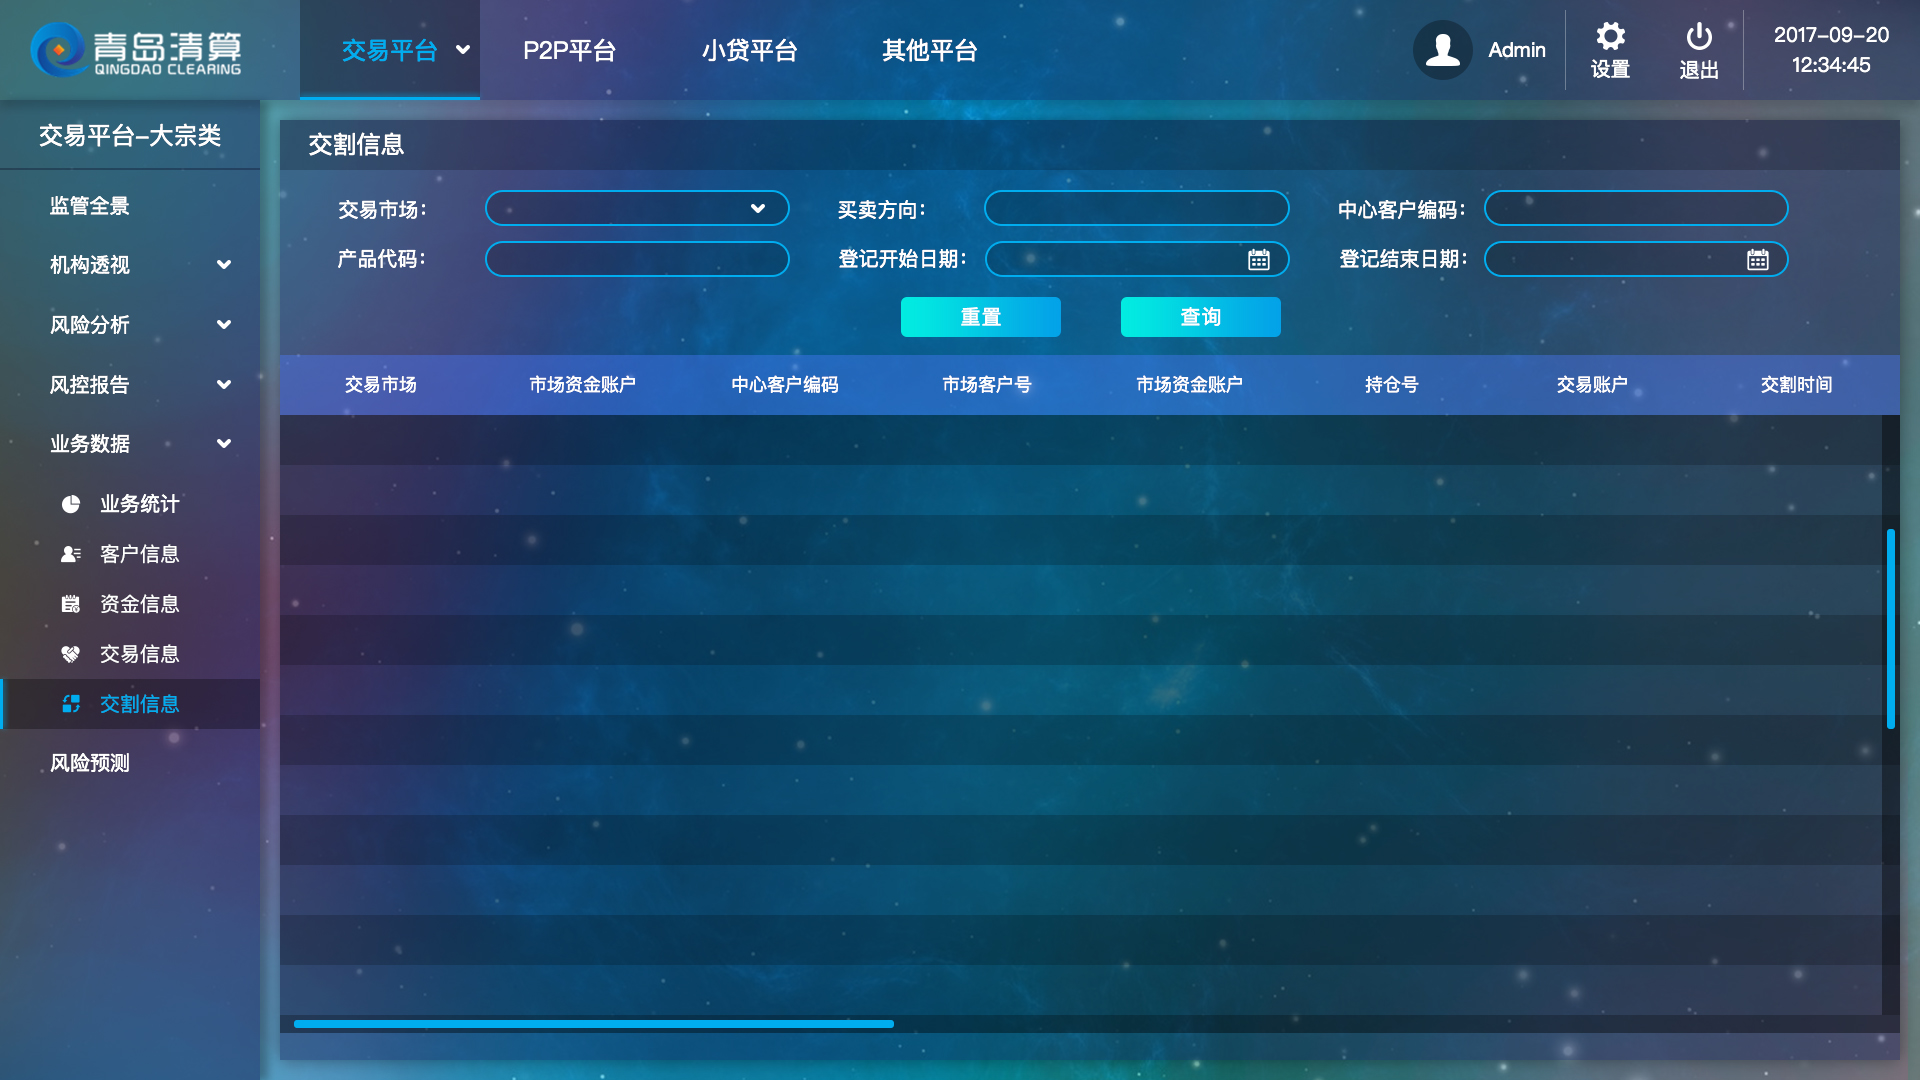 青岛清算
QINGDAO CLEARING
交易平台
P2P平台
小贷平台
其他平台
Admin
设置
退出
2017-09-20
12:34:45
交易平台-大宗类
监管全景
机构透视
风险分析
风控报告
业务数据
业务统计
客户信息
资金信息
交易信息
交割信息
风险预测
交割信息
交易市场：
买卖方向：
中心客户编码：
产品代码：
登记开始日期：
登记结束日期：
重置
查询
交易市场
市场资金账户
中心客户编码
市场客户号
市场资金账户
持仓号
交易账户
交割时间